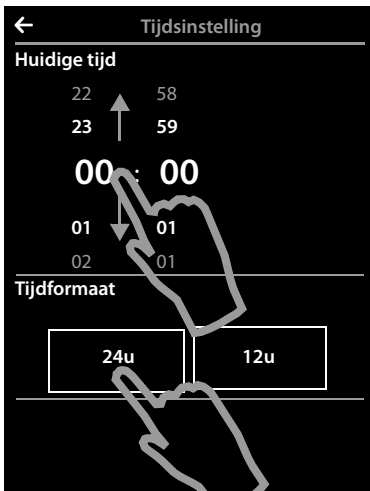 Tijdsinstelling
Huidige tijd
22 58
23 59
00 : 00
01 01
02 01
Tijdformaat
24u 12u